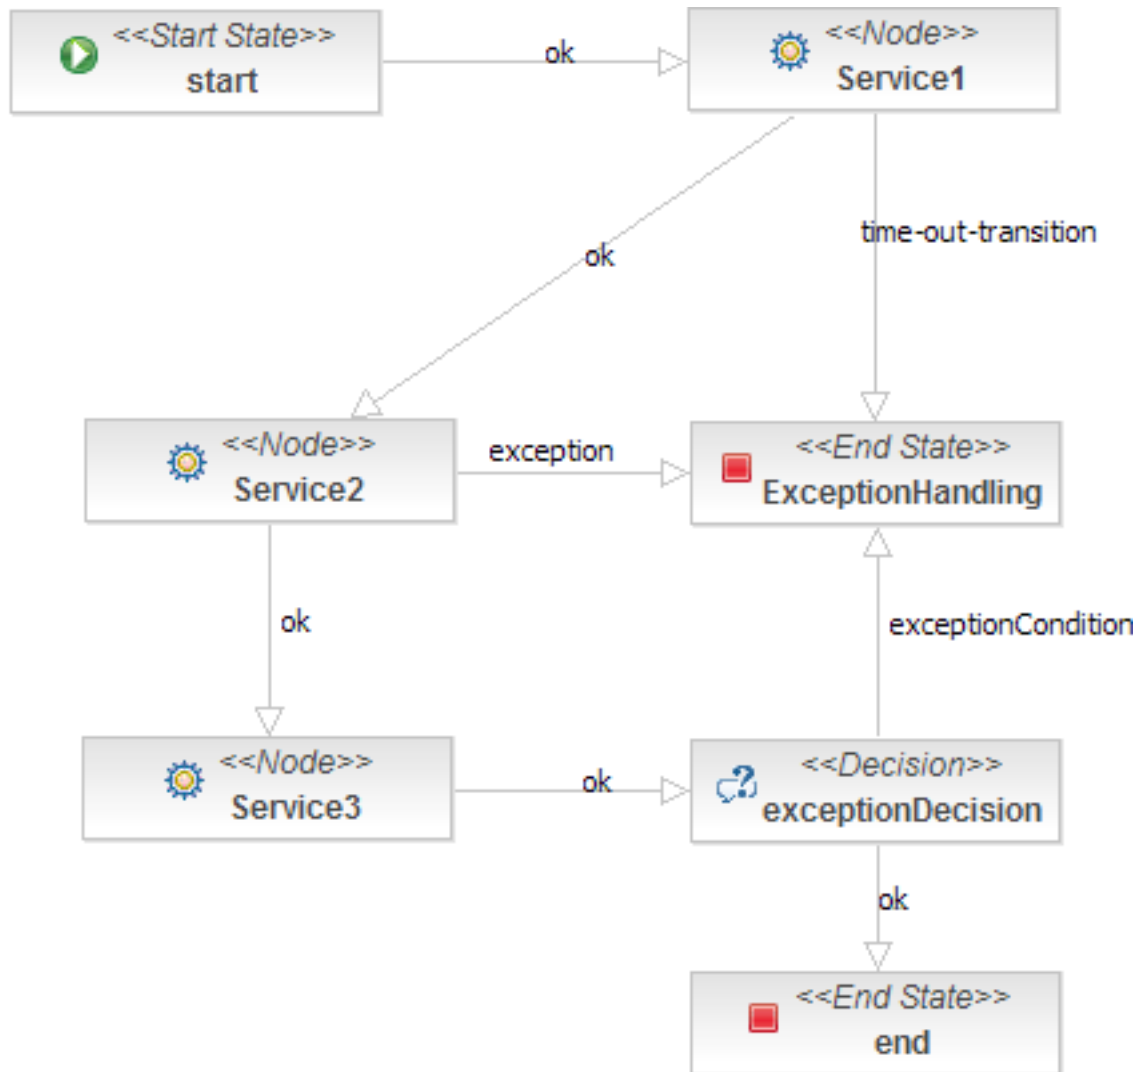 <<Start State>>
start
ok
<<Node>>
Service1
ok
time-out-transition
<<Node>>
Service2
exception
<<End State>>
ExceptionHandling
ok
exceptionCondition
<<Node>>
Service3
ok
<<Decision>>
exceptionDecision
ok
<<End State>>
end